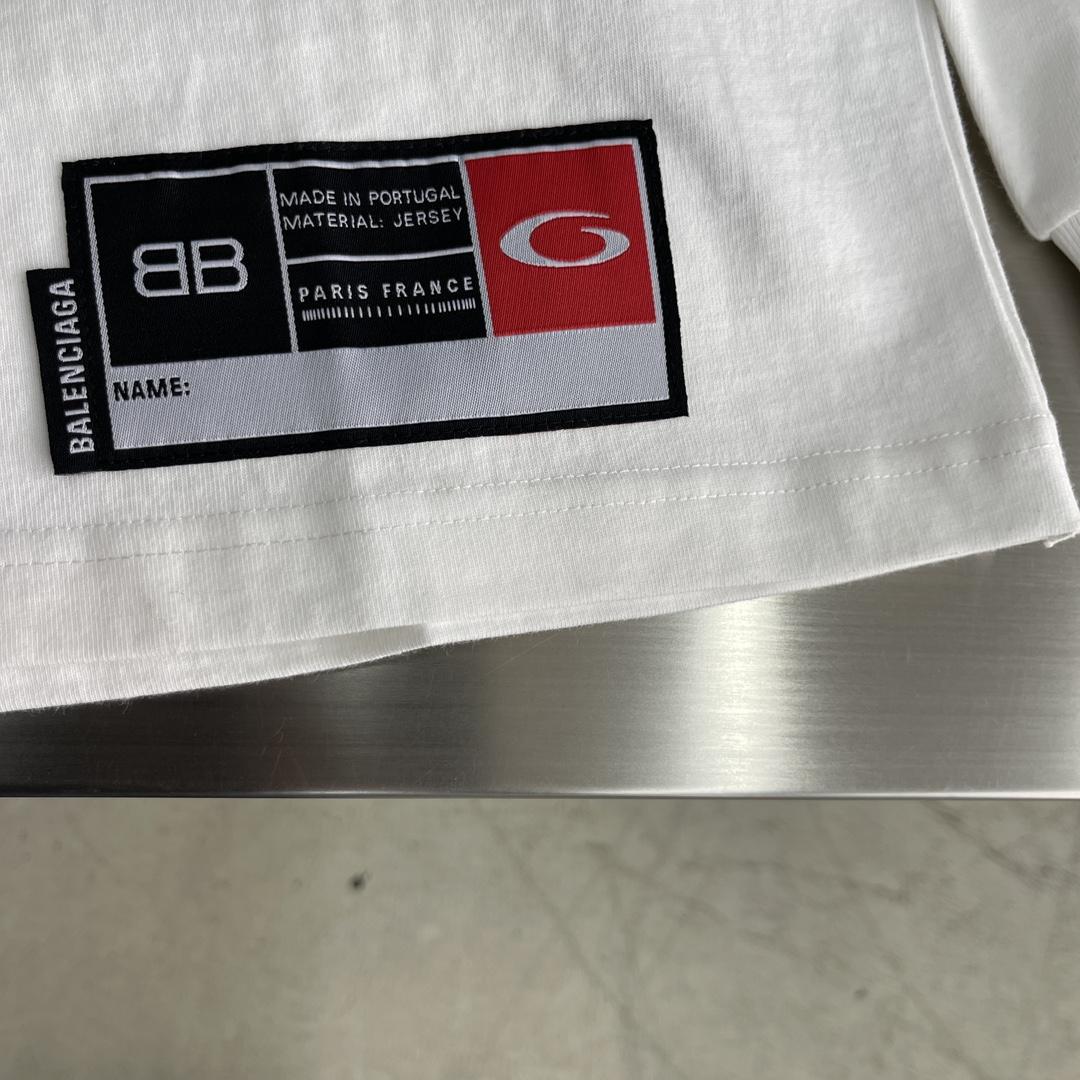 BALENCIAGA
BB
MADE IN PORTUGAL
MATERIAL: JERSEY
PARIS FRANCE
NAME: